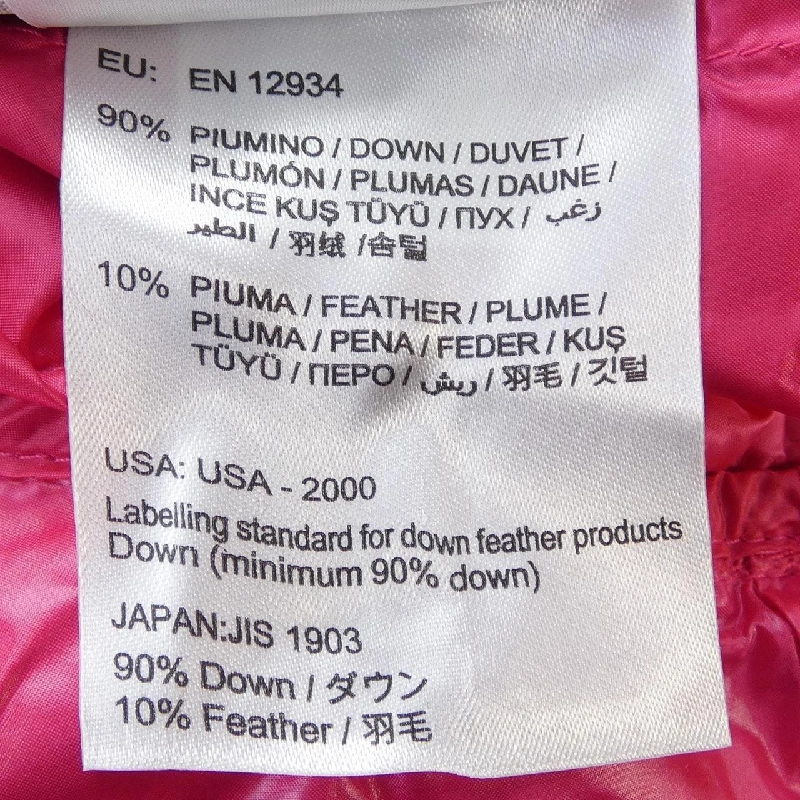 EU: EN 12934
90% PIUMINO / DOWN / DUVET /
PLUMÓN / PLUMAS / DAUNE /
INCE KUŞ TÜYÜ / ПУХ / زغب
الطير / 羽绒 /솜털
10% PIUMA / FEATHER / PLUME /
PLUMA / PENA / FEDER / KUŞ
TÜYÜ / ПЕРО / ريش / 羽毛 / 깃털
USA: USA - 2000
Labelling standard for down feather products
Down (minimum 90% down)
JAPAN:JIS 1903
90% Down / ダウン
10% Feather / 羽毛